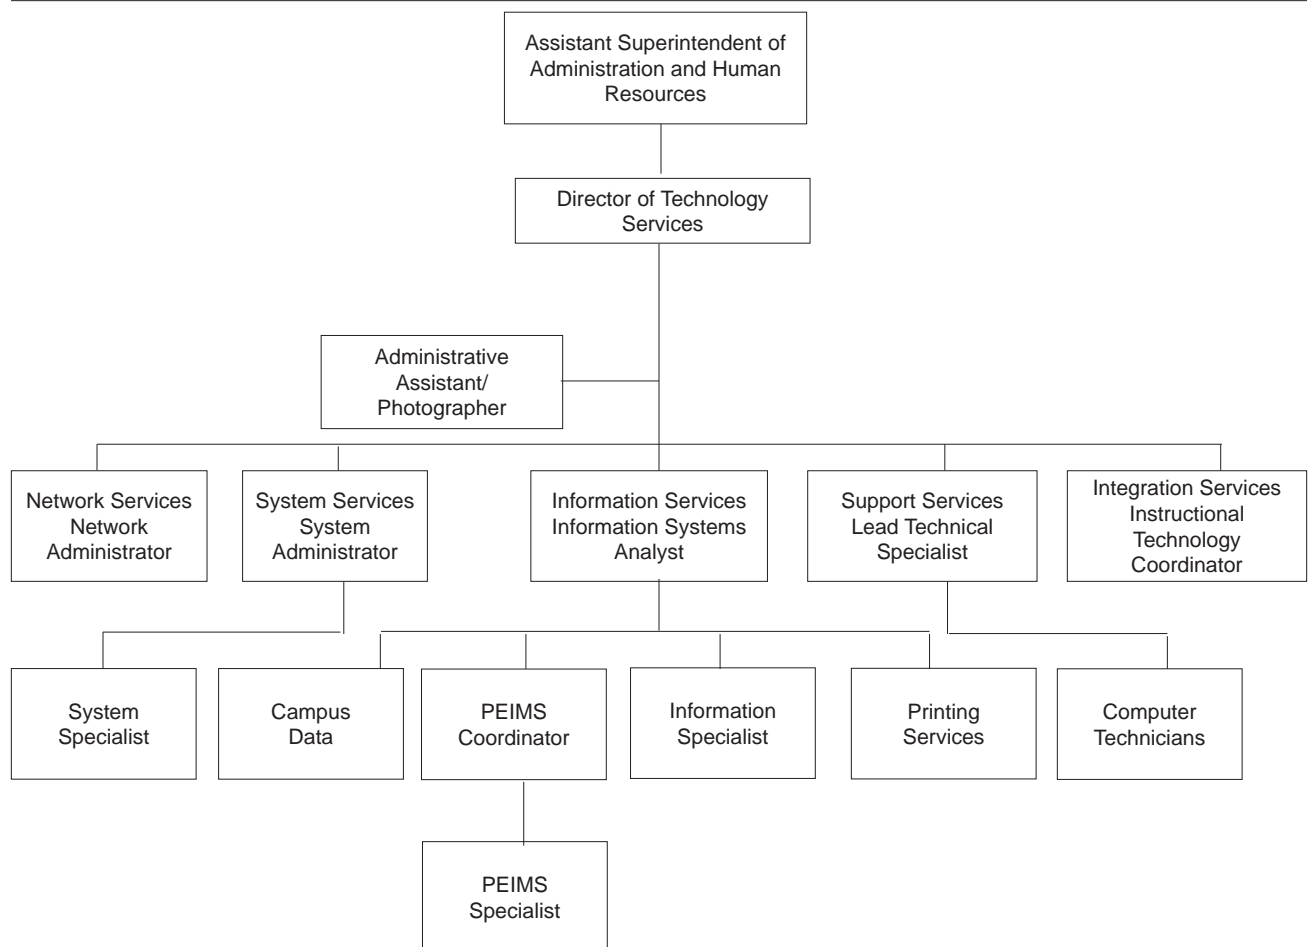 Assistant Superintendent of
Administration and Human
Resources
Director of Technology
Services
Administrative
Assistant/
Photographer
Network Services
Network
Administrator
System Services
System
Administrator
Information Services
Information Systems
Analyst
Support Services
Lead Technical
Specialist
Integration Services
Instructional
Technology
Coordinator
System
Specialist
Campus
Data
PEIMS
Coordinator
Information
Specialist
Printing
Services
Computer
Technicians
PEIMS
Specialist